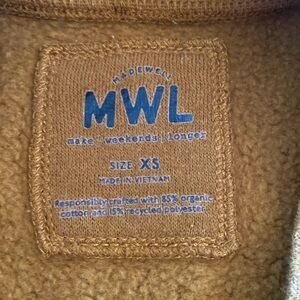 MADEWELL
MWL
make | weekends | longer
SIZE XS
MADE IN VIETNAM
Responsibly crafted with 85% organic
cotton and 15% recycled polyester